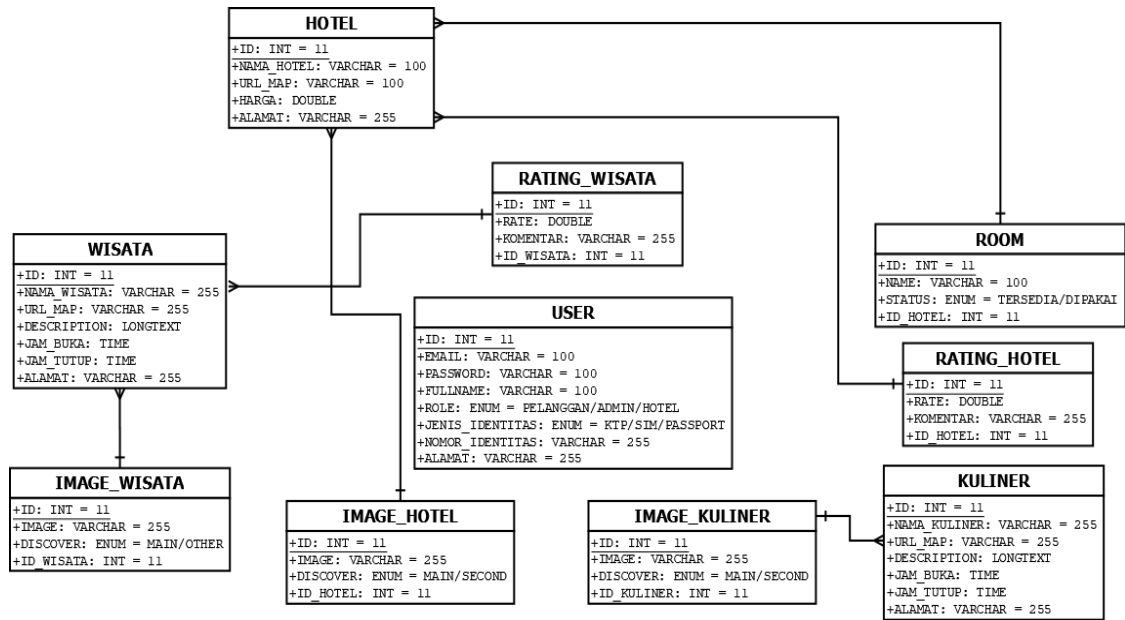 HOTEL
+ID: INT = 11
+NAMA_HOTEL: VARCHAR = 100
+URL_MAP: VARCHAR = 100
+HARGA: DOUBLE
+ALAMAT: VARCHAR = 255
RATING_WISATA
+ID: INT = 11
+RATE: DOUBLE
+KOMENTAR: VARCHAR = 255
+ID_WISATA: INT = 11
WISATA
+ID: INT = 11
+NAMA_WISATA: VARCHAR = 255
+URL_MAP: VARCHAR = 255
+DESCRIPTION: LONGTEXT
+JAM_BUKA: TIME
+JAM_TUTUP: TIME
+ALAMAT: VARCHAR = 255
ROOM
+ID: INT = 11
+NAME: VARCHAR = 100
+STATUS: ENUM = TERSEDIA/DIPAKAI
+ID_HOTEL: INT = 11
USER
+ID: INT = 11
+EMAIL: VARCHAR = 100
+PASSWORD: VARCHAR = 100
+FULLNAME: VARCHAR = 100
+ROLE: ENUM = PELANGGAN/ADMIN/HOTEL
+JENIS_IDENTITAS: ENUM = KTP/SIM/PASSPORT
+NOMOR_IDENTITAS: VARCHAR = 255
+ALAMAT: VARCHAR = 255
RATING_HOTEL
+ID: INT = 11
+RATE: DOUBLE
+KOMENTAR: VARCHAR = 255
+ID_HOTEL: INT = 11
IMAGE_WISATA
+ID: INT = 11
+IMAGE: VARCHAR = 255
+DISCOVER: ENUM = MAIN/OTHER
+ID_WISATA: INT = 11
IMAGE_HOTEL
+ID: INT = 11
+IMAGE: VARCHAR = 255
+DISCOVER: ENUM = MAIN/SECOND
+ID_HOTEL: INT = 11
IMAGE_KULINER
+ID: INT = 11
+IMAGE: VARCHAR = 255
+DISCOVER: ENUM = MAIN/SECOND
+ID_KULINER: INT = 11
KULINER
+ID: INT = 11
+NAMA_KULINER: VARCHAR = 255
+URL_MAP: VARCHAR = 255
+DESCRIPTION: LONGTEXT
+JAM_BUKA: TIME
+JAM_TUTUP: TIME
+ALAMAT: VARCHAR = 255